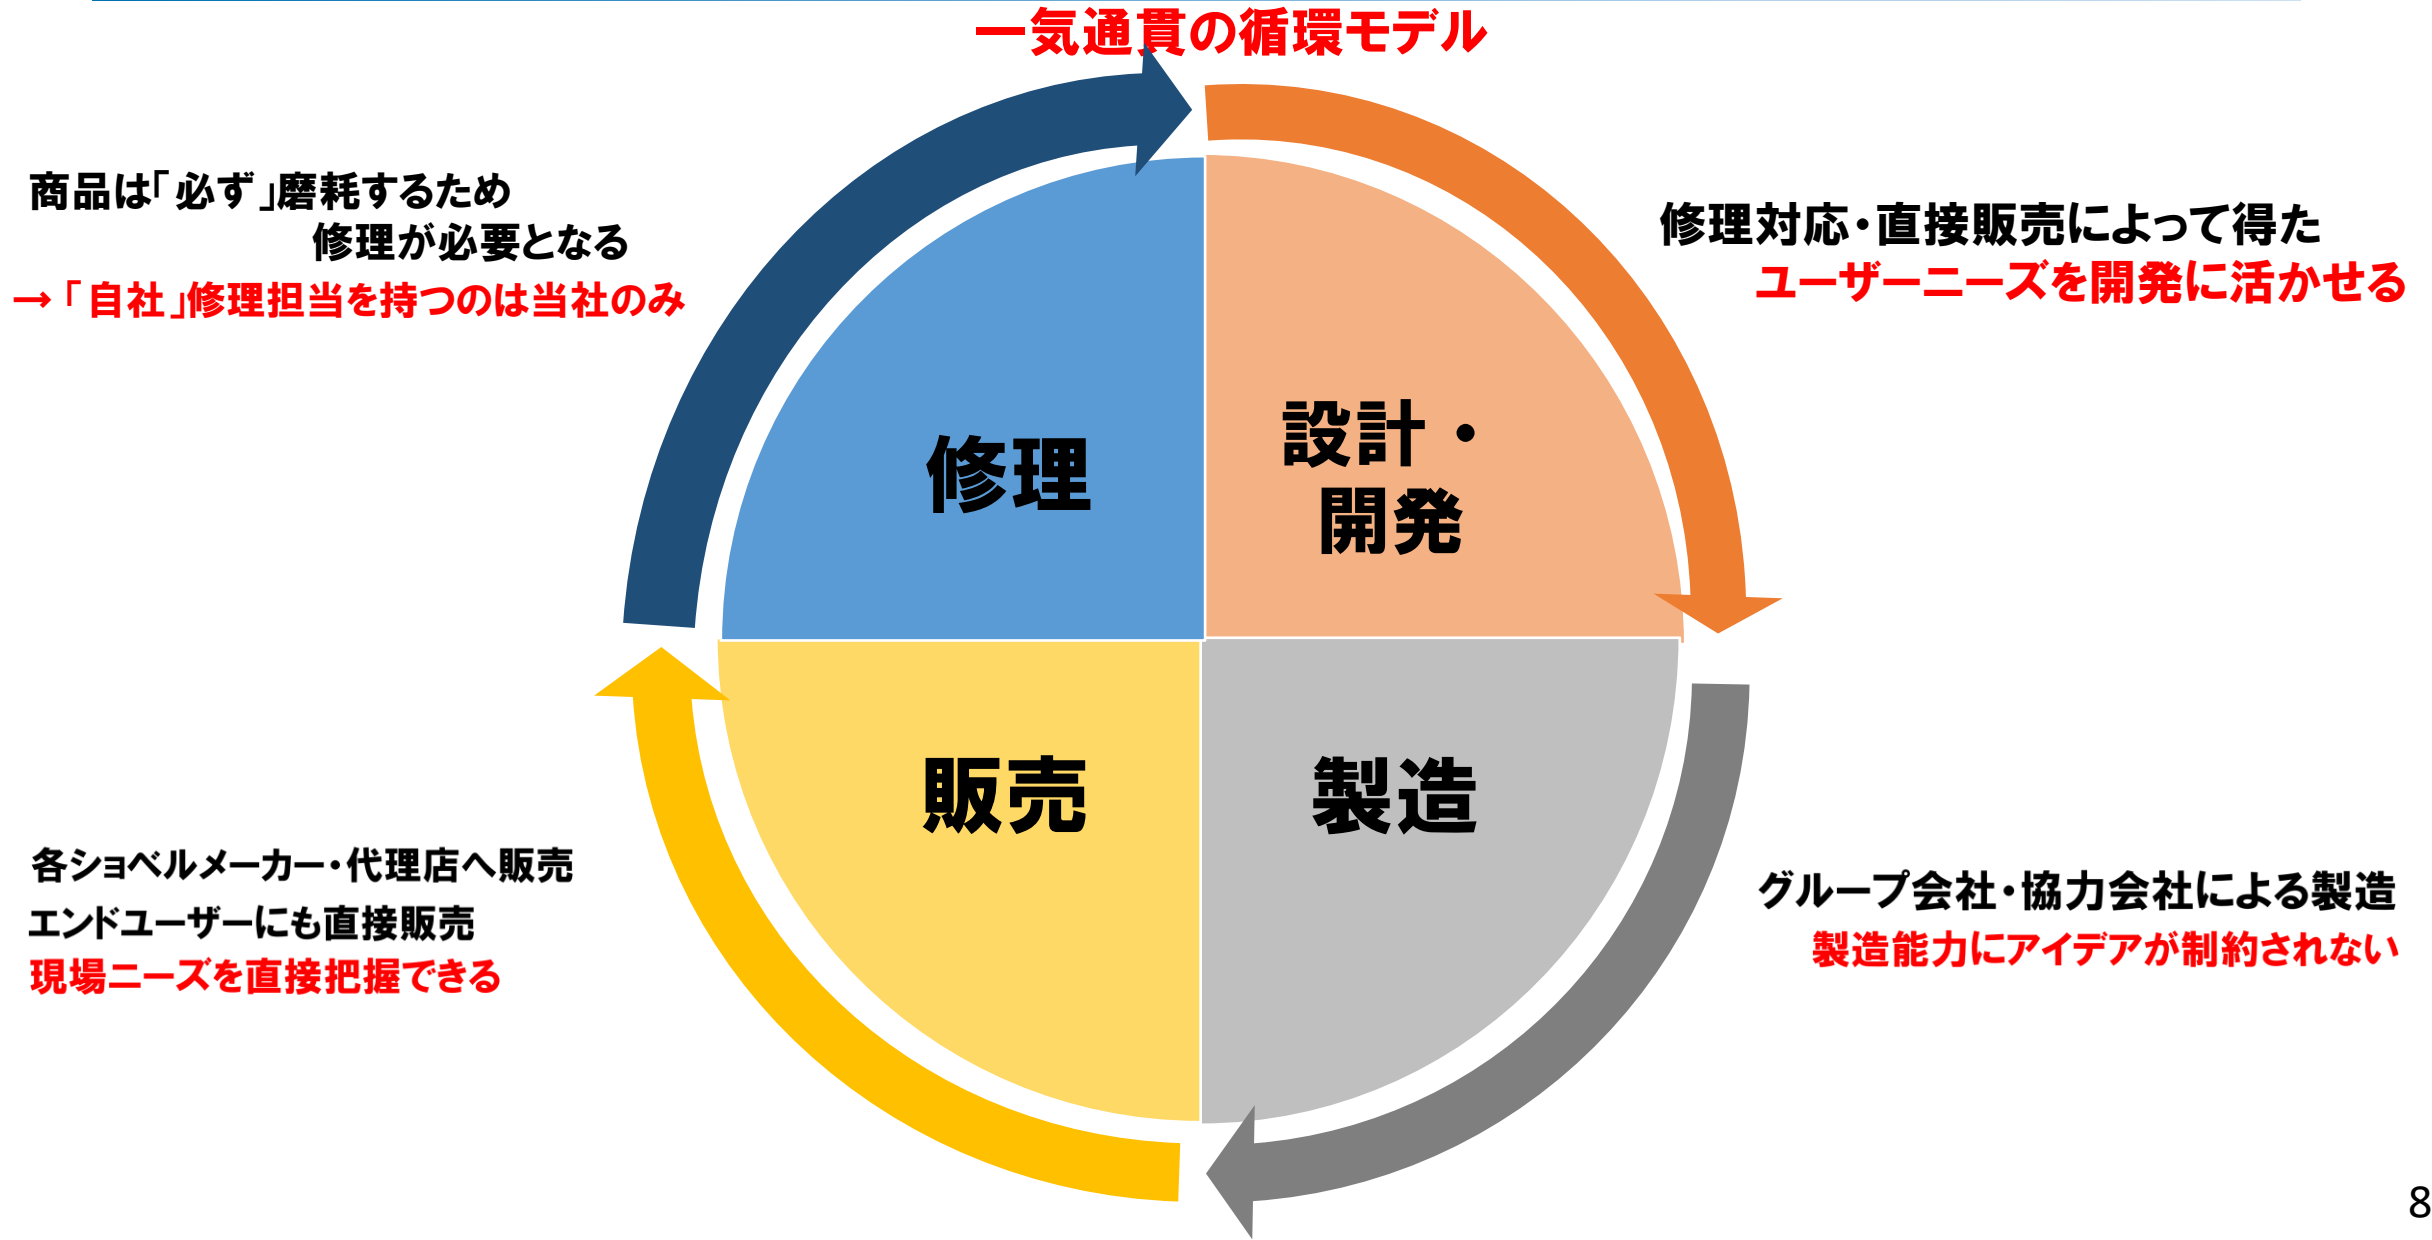 一気通貫の循環モデル
商品は「必ず」磨耗するため
修理が必要となる
→「自社」修理担当を持つのは当社のみ
修理対応・直接販売によって得た
ユーザーニーズを開発に活かせる
修理
設計・
開発
販売
製造
各ショベルメーカー・代理店へ販売
エンドユーザーにも直接販売
現場ニーズを直接把握できる
グループ会社・協力会社による製造
製造能力にアイデアが制約されない
8